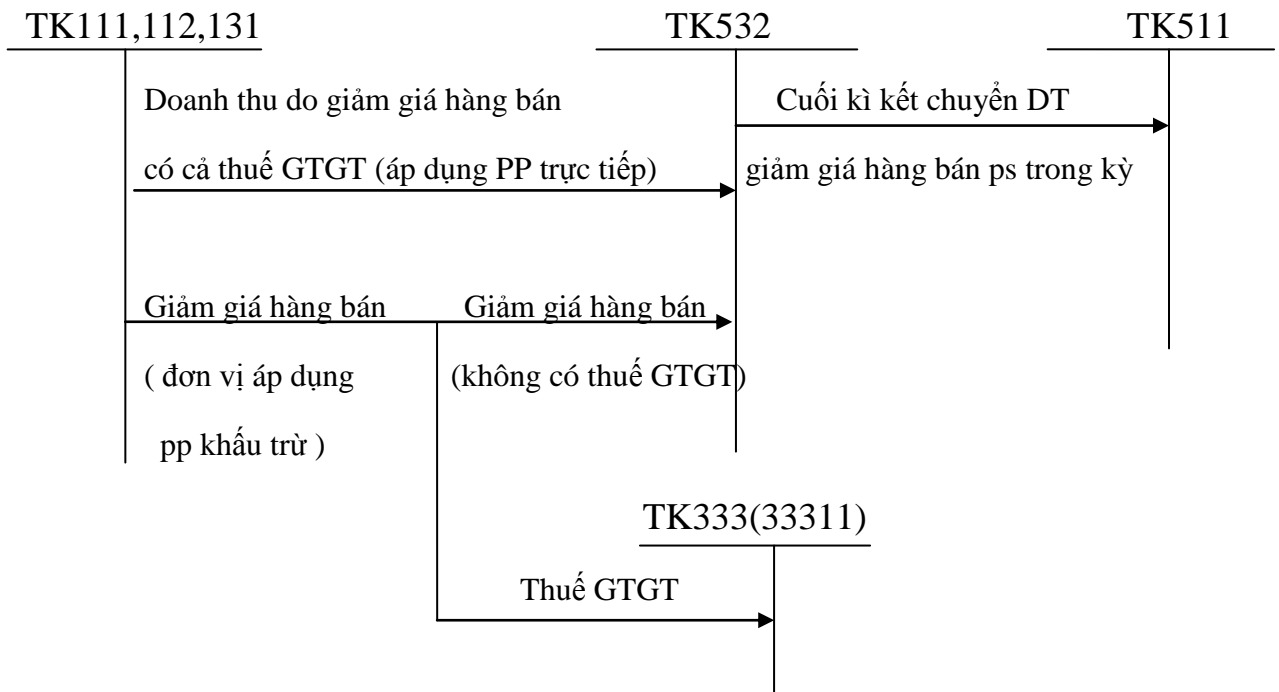 TK111,112,131 TK532 TK511
Doanh thu do giảm giá hàng bán Cuối kì kết chuyển DT
có cả thuế GTGT (áp dụng PP trực tiếp) giảm giá hàng bán ps trong kỳ
Giảm giá hàng bán Giảm giá hàng bán
( đơn vị áp dụng (không có thuế GTGT)
pp khấu trừ )
TK333(33311)
Thuế GTGT